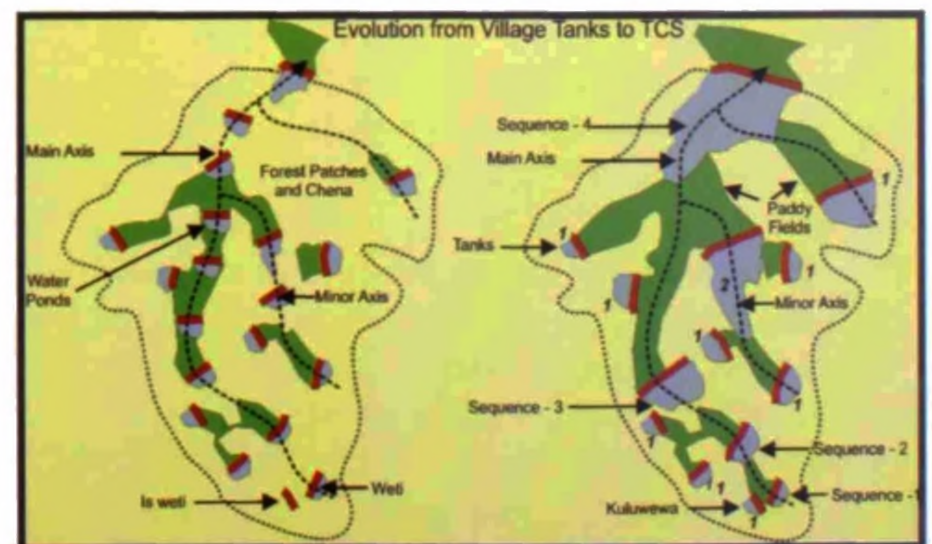 Evolution from Village Tanks to TCS
Main Axis
Forest Patches
and Chena
Water
Ponds
Minor Axis
Is weti
Weti
Sequence - 4
Main Axis
1
Paddy
Fields
Tanks
1
1
1
2
Minor Axis
1
1
Sequence - 3
1
Sequence - 2
1
Sequence - 1
Kuluwewa
1